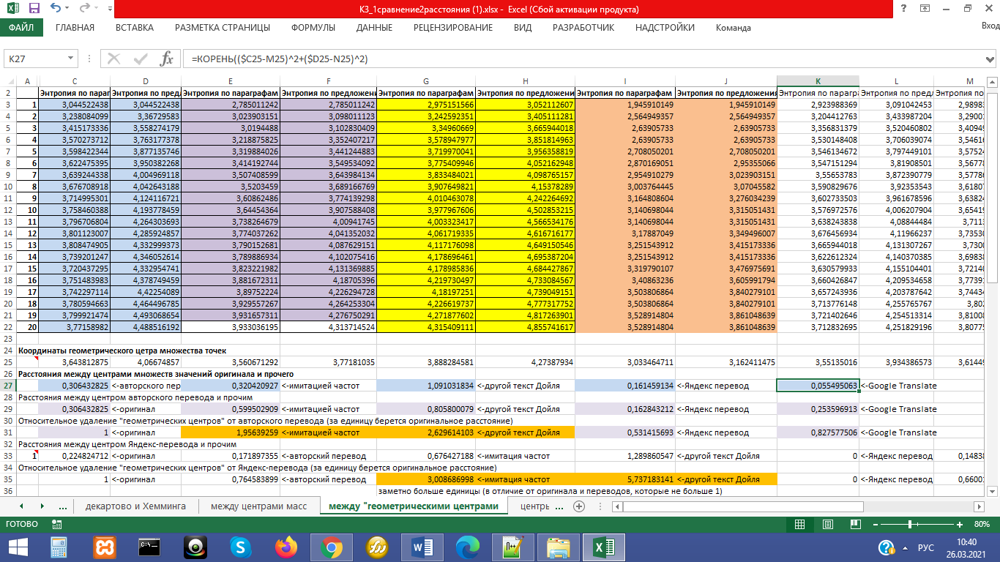 КЗ_1сравнение2расстояния (1).xlsx - Excel (Сбой активации продукта)
ФАЙЛ ГЛАВНАЯ ВСТАВКА РАЗМЕТКА СТРАНИЦЫ ФОРМУЛЫ ДАННЫЕ РЕЦЕНЗИРОВАНИЕ ВИД РАЗРАБОТЧИК НАДСТРОЙКИ Команда Вход
K27 =КОРЕНЬ(($C25-M25)^2+($D25-N25)^2)
A C D E F G H I J K L M
2 Энтропия по параг Энтропия по пред Энтропия по параграфам Энтропия по предложени Энтропия по параграфам Энтропия по предложени Энтропия по параграфам Энтропия по предложения Энтропия по парагра Энтропия по пред Энтропия по
3 1 3,044522438 3,044522438 2,785011242 2,785011242 2,975151566 3,052112607 1,945910149 1,945910149 2,923988369 3,091042453 2,9898
4 2 3,238084099 3,36729583 3,023903151 3,098011123 3,242592351 3,405111281 2,564949357 2,564949357 3,204412763 3,433987204 3,2900
5 3 3,415173336 3,558274179 3,0194488 3,102830409 3,34960669 3,665944018 2,63905733 2,63905733 3,356831379 3,520460802 3,4094
6 4 3,570273712 3,763177378 3,218875825 3,352407217 3,578947977 3,851814963 2,63905733 2,63905733 3,530148408 3,706039074 3,5461
7 5 3,598422344 3,877135746 3,319884026 3,441244883 3,719970041 3,956358819 2,708050201 2,708050201 3,546134672 3,797449101 3,5752
8 6 3,622475395 3,950382268 3,414192744 3,549534092 3,775409946 4,052162948 2,870169051 2,95355066 3,547151294 3,81908501 3,5677
9 7 3,639244338 4,004969118 3,507408599 3,643984134 3,833484021 4,098765157 2,954910279 3,023903151 3,55653783 3,872390779 3,5778
10 8 3,676708918 4,042643188 3,5203459 3,689166769 3,907649821 4,15378289 3,003764445 3,07045582 3,590829676 3,92353543 3,6180
11 9 3,714995301 4,124116721 3,60862486 3,774139298 4,010463078 4,242264692 3,164808604 3,276034239 3,602733503 3,961678596 3,6382
12 10 3,758460388 4,193778459 3,64454364 3,907588408 3,977967606 4,502853215 3,140698044 3,315051431 3,576972576 4,006207904 3,6541
13 11 3,796706804 4,264303693 3,738264679 4,00941745 4,003323417 4,566534176 3,140698044 3,315051431 3,638243838 4,08844484 3,711
14 12 3,801123007 4,285924857 3,774037262 4,041352032 4,061719335 4,616716177 3,17887049 3,349496007 3,676456934 4,11966237 3,7353
15 13 3,808474905 4,332999373 3,790152681 4,087629151 4,117176098 4,649150546 3,251543912 3,415173336 3,665944018 4,131307267 3,730
16 14 3,739201247 4,346052614 3,789886934 4,102075416 4,178696461 4,695387204 3,251543912 3,415173336 3,622612324 4,140370385 3,6983
17 15 3,720437295 4,332954741 3,823221982 4,131369885 4,178985836 4,684427867 3,319790107 3,476975691 3,630579933 4,155104401 3,7214
18 16 3,751483983 4,378749459 3,881672311 4,18705396 4,219730497 4,733084567 3,40863236 3,605991794 3,660426847 4,209534658 3,7739
19 17 3,742297114 4,42254089 3,89752224 4,226294728 4,18197251 4,739049151 3,503806864 3,840279101 3,657243936 4,203787642 3,7443
20 18 3,780594663 4,464496785 3,929557267 4,264253304 4,226619737 4,777317752 3,503806864 3,840279101 3,713776148 4,255765767 3,80
21 19 3,799921474 4,493068654 3,931657311 4,276750291 4,271877602 4,817263901 3,528914804 3,861048639 3,721402646 4,254513314 3,8100
22 20 3,77158982 4,488516192 3,933036195 4,313714524 4,315409111 4,855741617 3,528914804 3,861048639 3,712832695 4,251829196 3,8077
23
24 Координаты геометрического цетра множества точек
25 3,643812875 4,06674857 3,560671292 3,77181035 3,888284581 4,27387934 3,033464711 3,162411475 3,55135016 3,934386573 3,6144
26 Расстояния между центрами множеств значений оригинала и прочего
27 0,306432825 <-авторского пер 0,320420927 <-имитацией частот 1,091031834 <-другой текст Дойля 0,161459134 <-Яндекс перевод 0,055495063 <-Google Translate
28 Расстояния между центром авторского перевода и прочим
29 0,306432825 <-оригинал 0,599502909 <-имитацией частот 0,805800079 <-другой текст Дойля 0,162843212 <-Яндекс перевод 0,253596913 <-Google Translate
30 Относительное удаление "геометрических центров" от авторского перевода (за единицу берется оригинальное расстояние)
31 1 <-оригинал 1,95639259 <-имитацией частот 2,629614103 <-другой текст Дойля 0,531415693 <-Яндекс перевод 0,827577506 <-Google Translate
32 Расстояния между центром Яндекс-перевода и прочим
33 1 0,224824712 <-оригинал 0,171897355 <-авторский перевод 0,676427188 <-имитация частот 1,289860547 <-другой текст Дойля 0 <-Яндекс перевод 0,1483
34 Относительное удаление "геометрических центров" от Яндекс-перевода (за единицу берется оригинальное расстояние)
35 1 <-оригинал 0,764583899 <-авторский перевод 3,008686998 <-имитация частот 5,737183141 <-другой текст Дойля 0 <-Яндекс перевод 0,6600
36 заметно больше единицы (в отличие от оригинала и переводов, которые не больше 1)
... декартово и Хемминга между центрами масс между "геометрическими центрами центрь ...
ГОТОВО 80%
РУС 10:40
26.03.2021